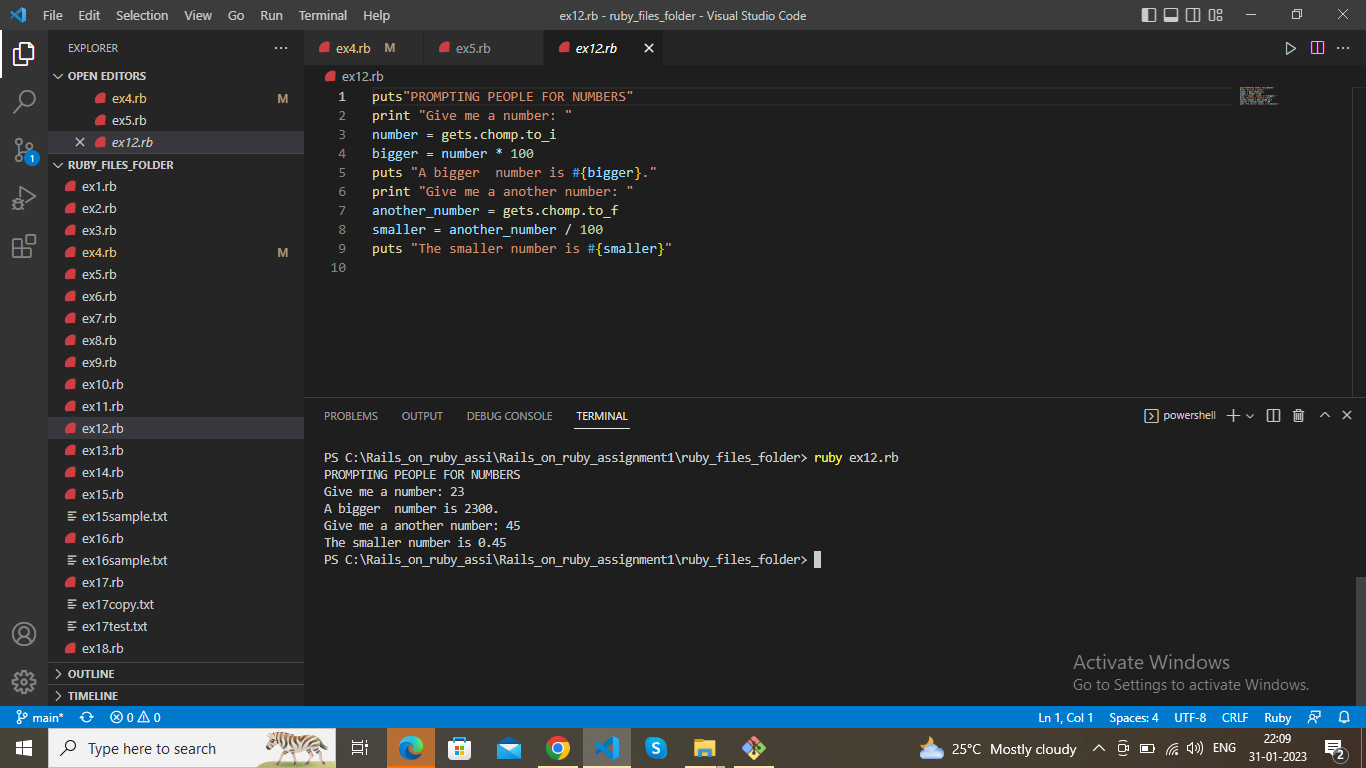 File Edit Selection View Go Run Terminal Help
ex12.rb - ruby_files_folder - Visual Studio Code
EXPLORER
OPEN EDITORS
ex4.rb M
ex5.rb
ex12.rb
RUBY_FILES_FOLDER
ex1.rb
ex2.rb
ex3.rb
ex4.rb M
ex5.rb
ex6.rb
ex7.rb
ex8.rb
ex9.rb
ex10.rb
ex11.rb
ex12.rb
ex13.rb
ex14.rb
ex15.rb
ex15sample.txt
ex16.rb
ex16sample.txt
ex17.rb
ex17copy.txt
ex17test.txt
ex18.rb
OUTLINE
TIMELINE
1
ex4.rb M ex5.rb ex12.rb
ex12.rb
1 puts"PROMPTING PEOPLE FOR NUMBERS"
2 print "Give me a number: "
3 number = gets.chomp.to_i
4 bigger = number * 100
5 puts "A bigger  number is #{bigger}."
6 print "Give me a another number: "
7 another_number = gets.chomp.to_f
8 smaller = another_number / 100
9 puts "The smaller number is #{smaller}"
10
PROBLEMS OUTPUT DEBUG CONSOLE TERMINAL
powershell
PS C:\Rails_on_ruby_assi\Rails_on_ruby_assignment1\ruby_files_folder> ruby ex12.rb
PROMPTING PEOPLE FOR NUMBERS
Give me a number: 23
A bigger  number is 2300.
Give me a another number: 45
The smaller number is 0.45
PS C:\Rails_on_ruby_assi\Rails_on_ruby_assignment1\ruby_files_folder>
Activate Windows
Go to Settings to activate Windows.
main* 0 0
Ln 1, Col 1 Spaces: 4 UTF-8 CRLF Ruby
Type here to search
25°C Mostly cloudy
ENG
22:09
31-01-2023
2